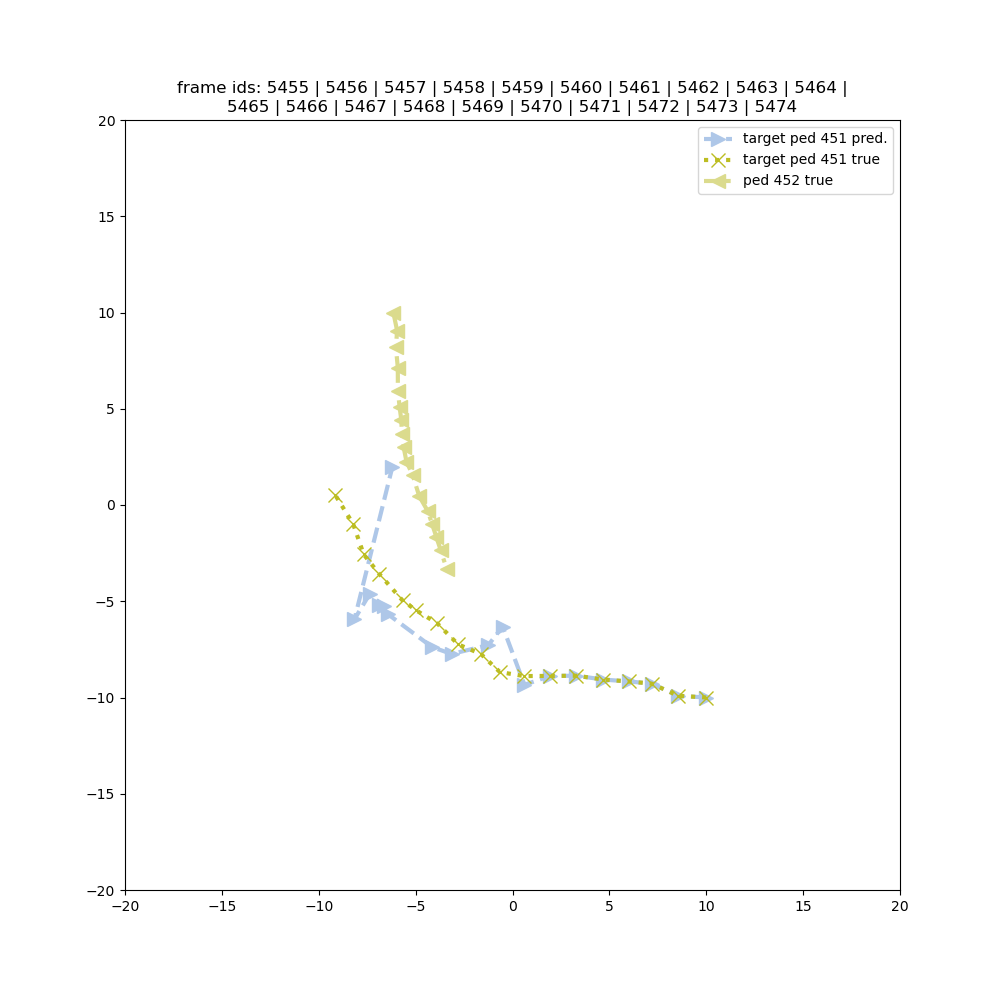 frame ids: 5455 | 5456 | 5457 | 5458 | 5459 | 5460 | 5461 | 5462 | 5463 | 5464 |
5465 | 5466 | 5467 | 5468 | 5469 | 5470 | 5471 | 5472 | 5473 | 5474
target ped 451 pred.
target ped 451 true
ped 452 true
20
15
10
5
0
−5
−10
−15
−20
−20 −15 −10 −5 0 5 10 15 20